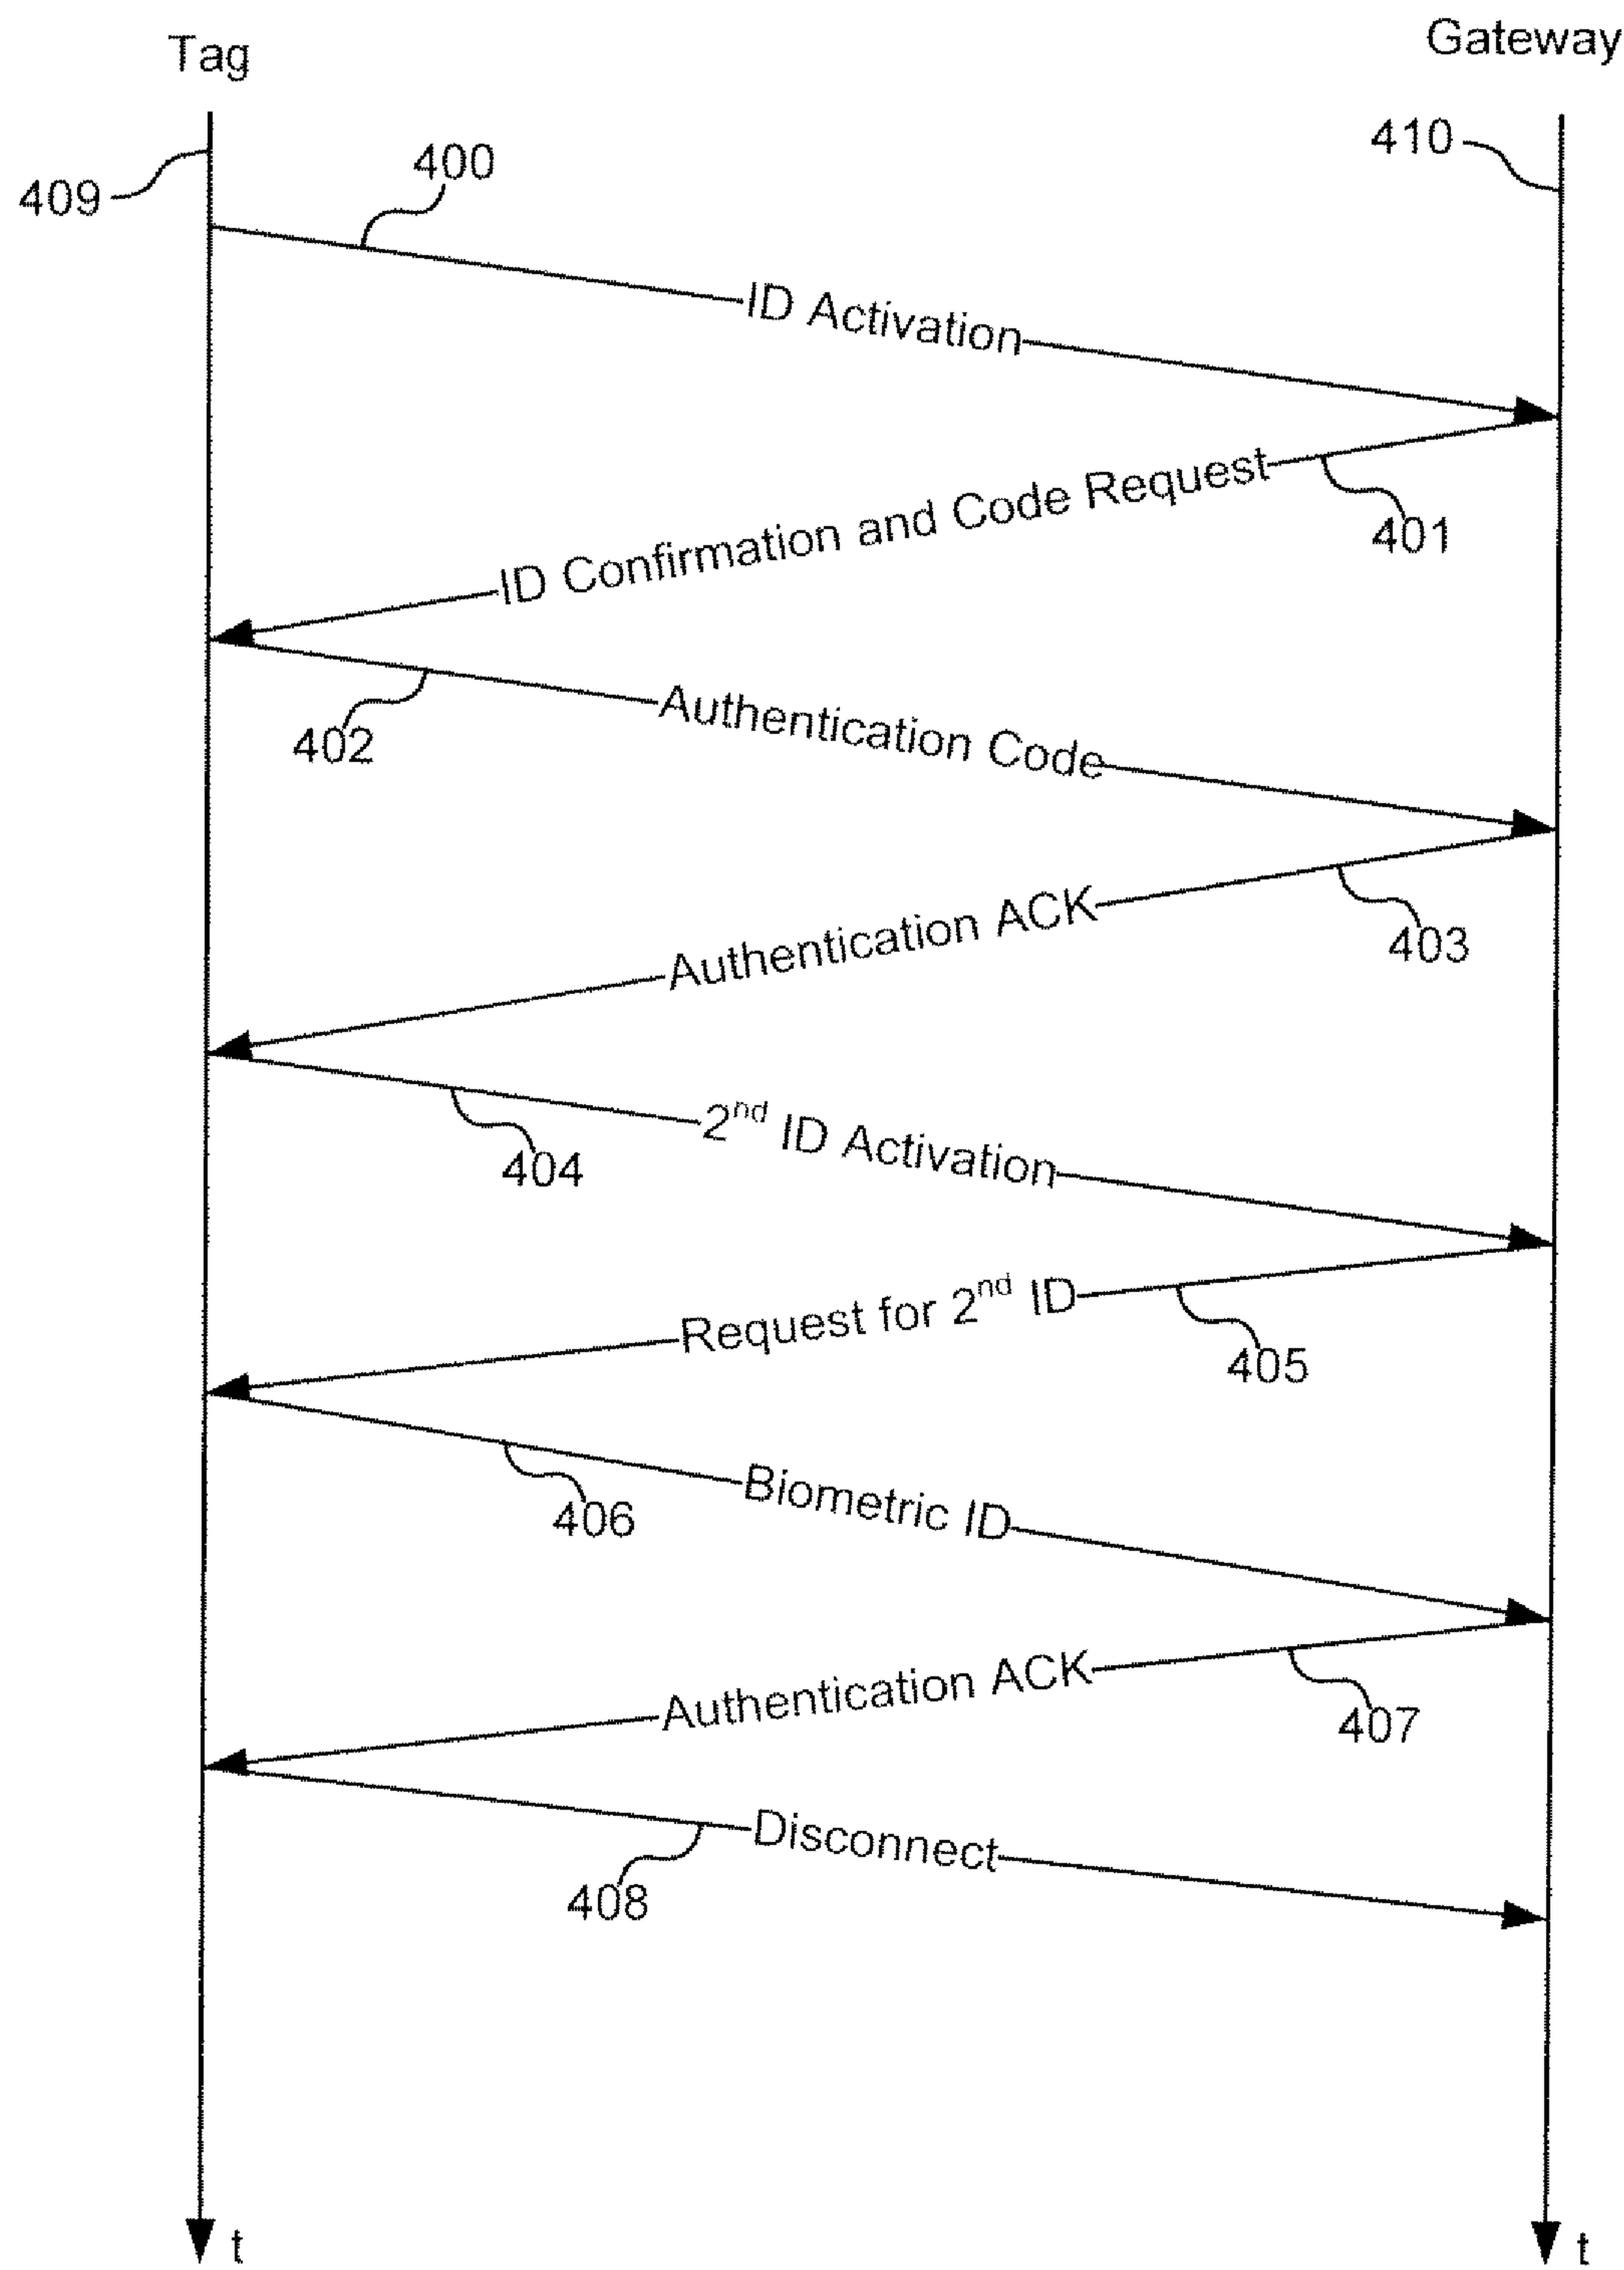 Tag
Gateway
410
400
409
ID Activation
ID Confirmation and Code Request
401
Authentication Code
402
Authentication ACK
403
2nd ID Activation
404
Request for 2nd ID
405
Biometric ID
406
Authentication ACK
407
Disconnect
408
t
t